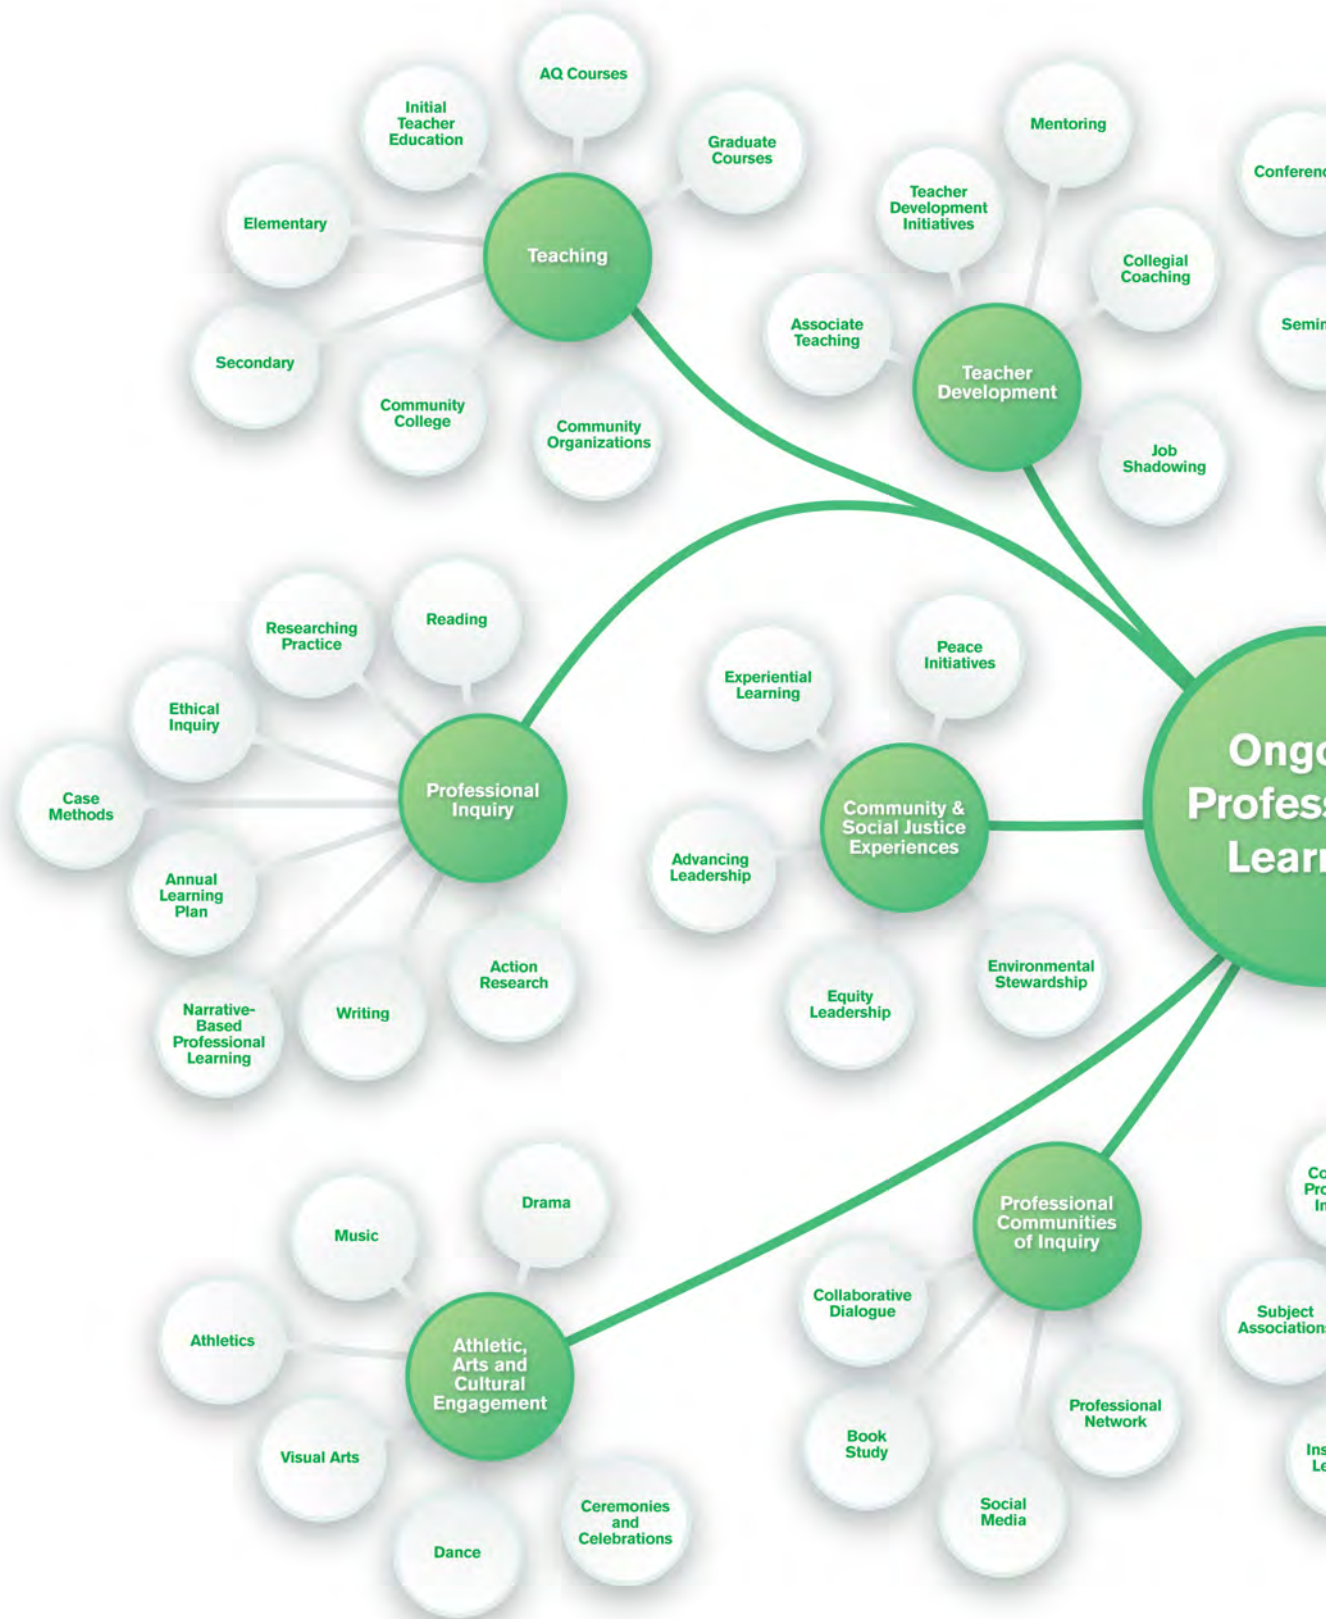 AQ Courses
Initial
Teacher
Education
Graduate
Courses
Elementary
Teaching
Secondary
Community
College
Community
Organizations
Mentoring
Teacher
Development
Initiatives
Collegial
Coaching
Associate
Teaching
Teacher
Development
Job
Shadowing
Reading
Researching
Practice
Ethical
Inquiry
Case
Methods
Professional
Inquiry
Annual
Learning
Plan
Narrative-
Based
Professional
Learning
Writing
Action
Research
Peace
Initiatives
Experiential
Learning
Community &
Social Justice
Experiences
Advancing
Leadership
Equity
Leadership
Environmental
Stewardship
Drama
Music
Athletics
Athletic,
Arts and
Cultural
Engagement
Visual Arts
Dance
Ceremonies
and
Celebrations
Professional
Communities
of Inquiry
Collaborative
Dialogue
Book
Study
Social
Media
Professional
Network
Subject
Associations